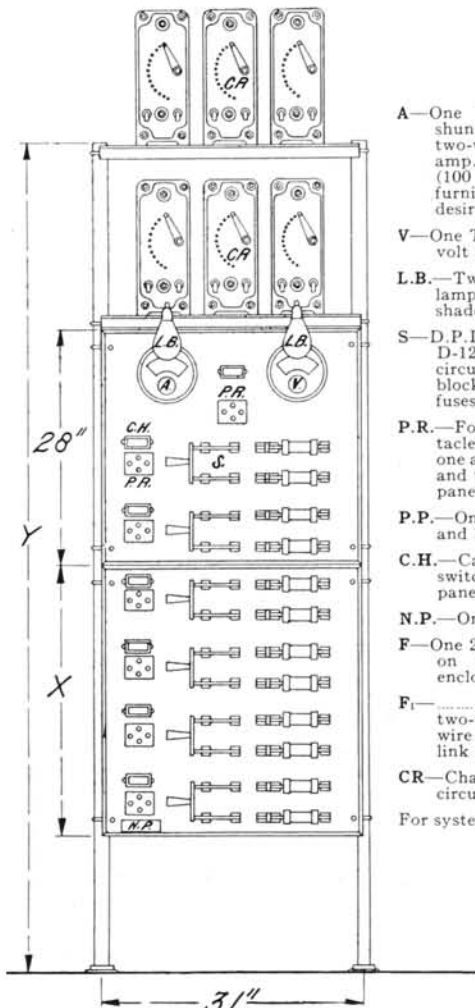 CR
CR
L.B.
L.B.
A
V
P.R.
C.H.
P.R.
S.
N.P.
28"
Y
X
31"
A—One
shun
two-
amp.
(100
furni
desir
V—One T
volt
L.B.—Tw
lamp
shad
S—D.P.I
D-12
circu
block
fuses
P.R.—Fo
tacle
one a
and
pane
P.P.—On
and
C.H.—Ca
switc
pane
N.P.—On
F—One 2
on
enclo
F₁— ........
two-
wire
link
CR—Cha
circu
For syste